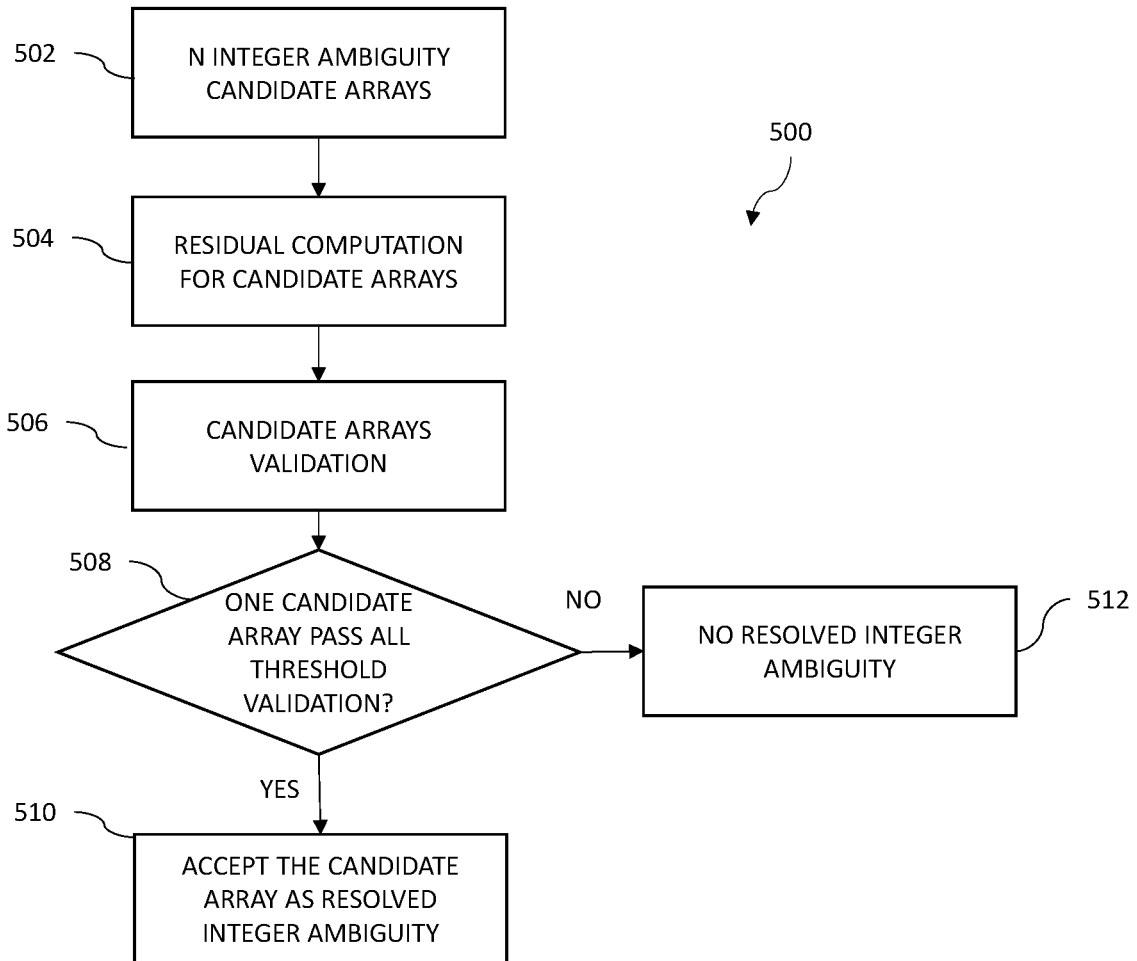 502
N INTEGER AMBIGUITY
CANDIDATE ARRAYS
500
504
RESIDUAL COMPUTATION
FOR CANDIDATE ARRAYS
506
CANDIDATE ARRAYS
VALIDATION
508
ONE CANDIDATE
ARRAY PASS ALL
THRESHOLD
VALIDATION?
NO
NO RESOLVED INTEGER
AMBIGUITY
512
YES
510
ACCEPT THE CANDIDATE
ARRAY AS RESOLVED
INTEGER AMBIGUITY